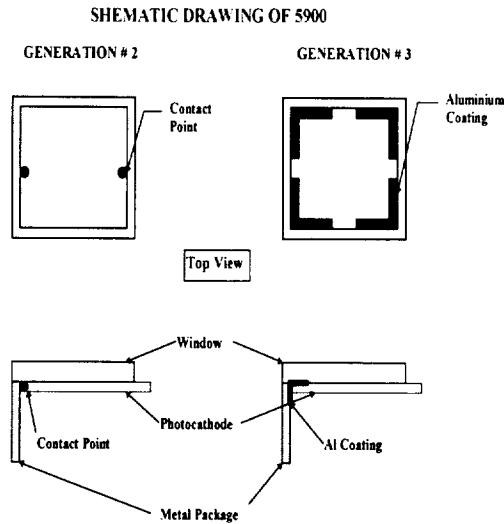 SHEMATIC DRAWING OF 5900
GENERATION # 2
GENERATION # 3
Contact
Point
Aluminium
Coating
Top View
Window
Photocathode
Contact Point
Al Coating
Metal Package